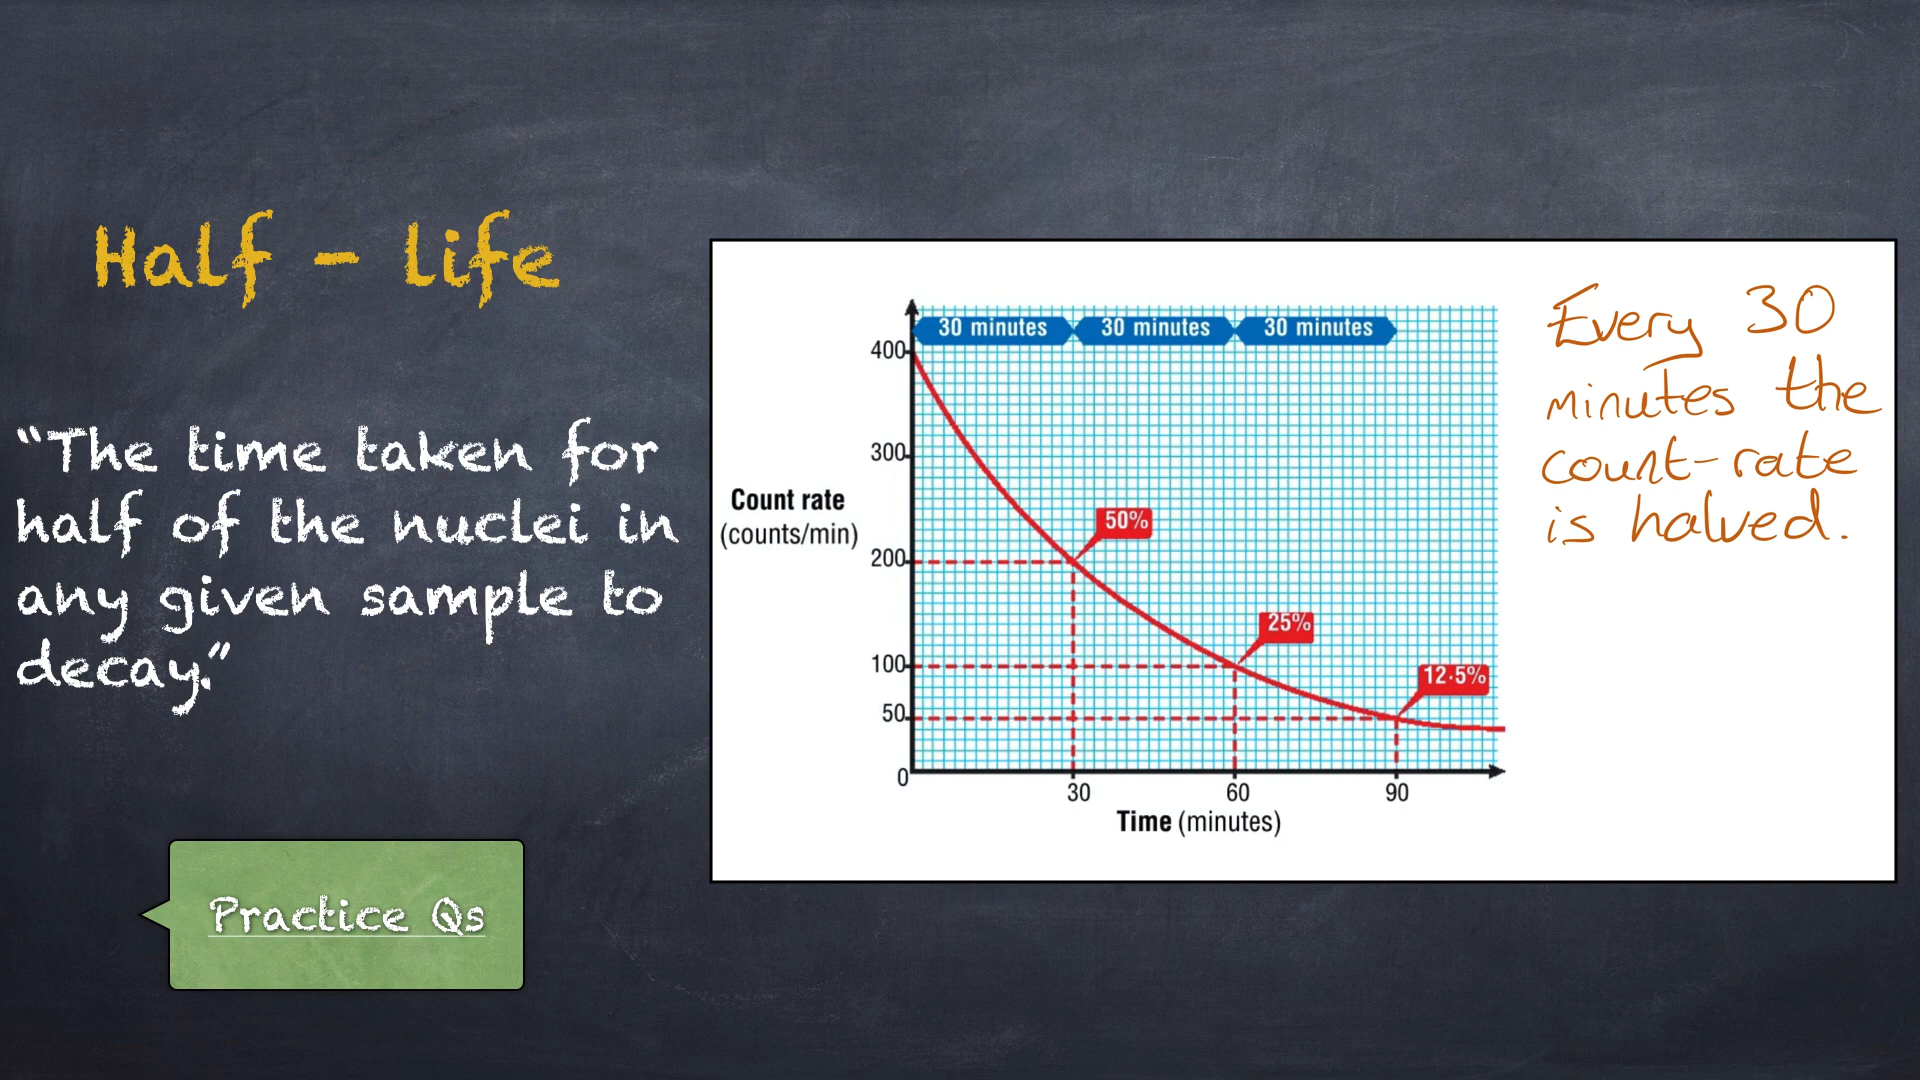 Half - life
“The time taken for
half of the nuclei in
any given sample to
decay.”
Practice Qs
30 minutes 30 minutes 30 minutes
400
300
Count rate
(counts/min)
200
100
50
0
50%
25%
12·5%
30 60 90
Time (minutes)
Every 30
minutes the
count-rate
is halved.